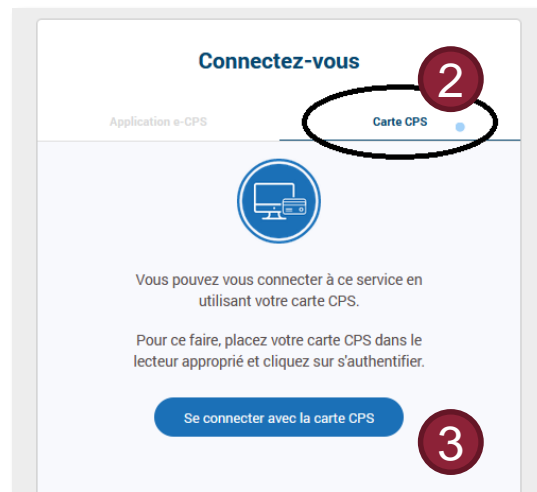 Connectez-vous
2
Application e-CPS
Carte CPS
Vous pouvez vous connecter à ce service en
utilisant votre carte CPS.
Pour ce faire, placez votre carte CPS dans le
lecteur approprié et cliquez sur s'authentifier.
Se connecter avec la carte CPS
3